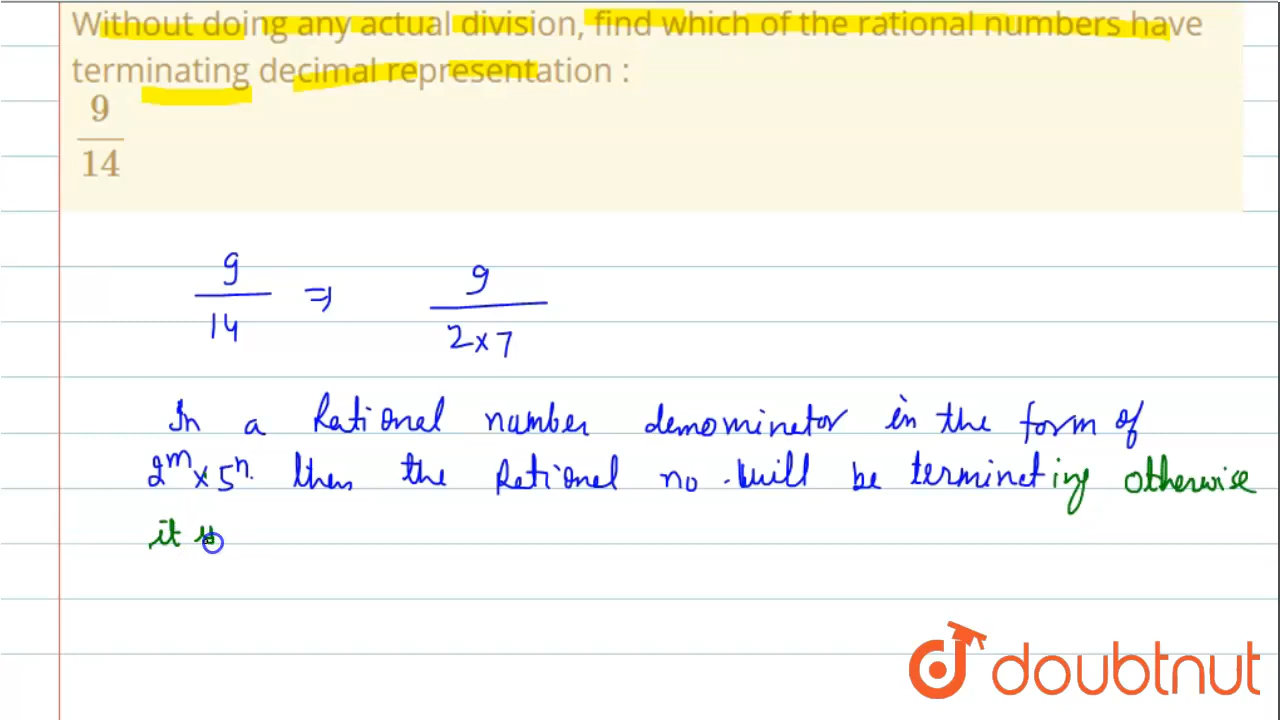 Without doing any actual division, find which of the rational numbers have
terminating decimal representation :
9
14
9
14
⇒
9
2 × 7
In a Rational number denominator in the form of
2^m × 5^n. then the Rational no. will be terminating otherwise
it
doubtnut